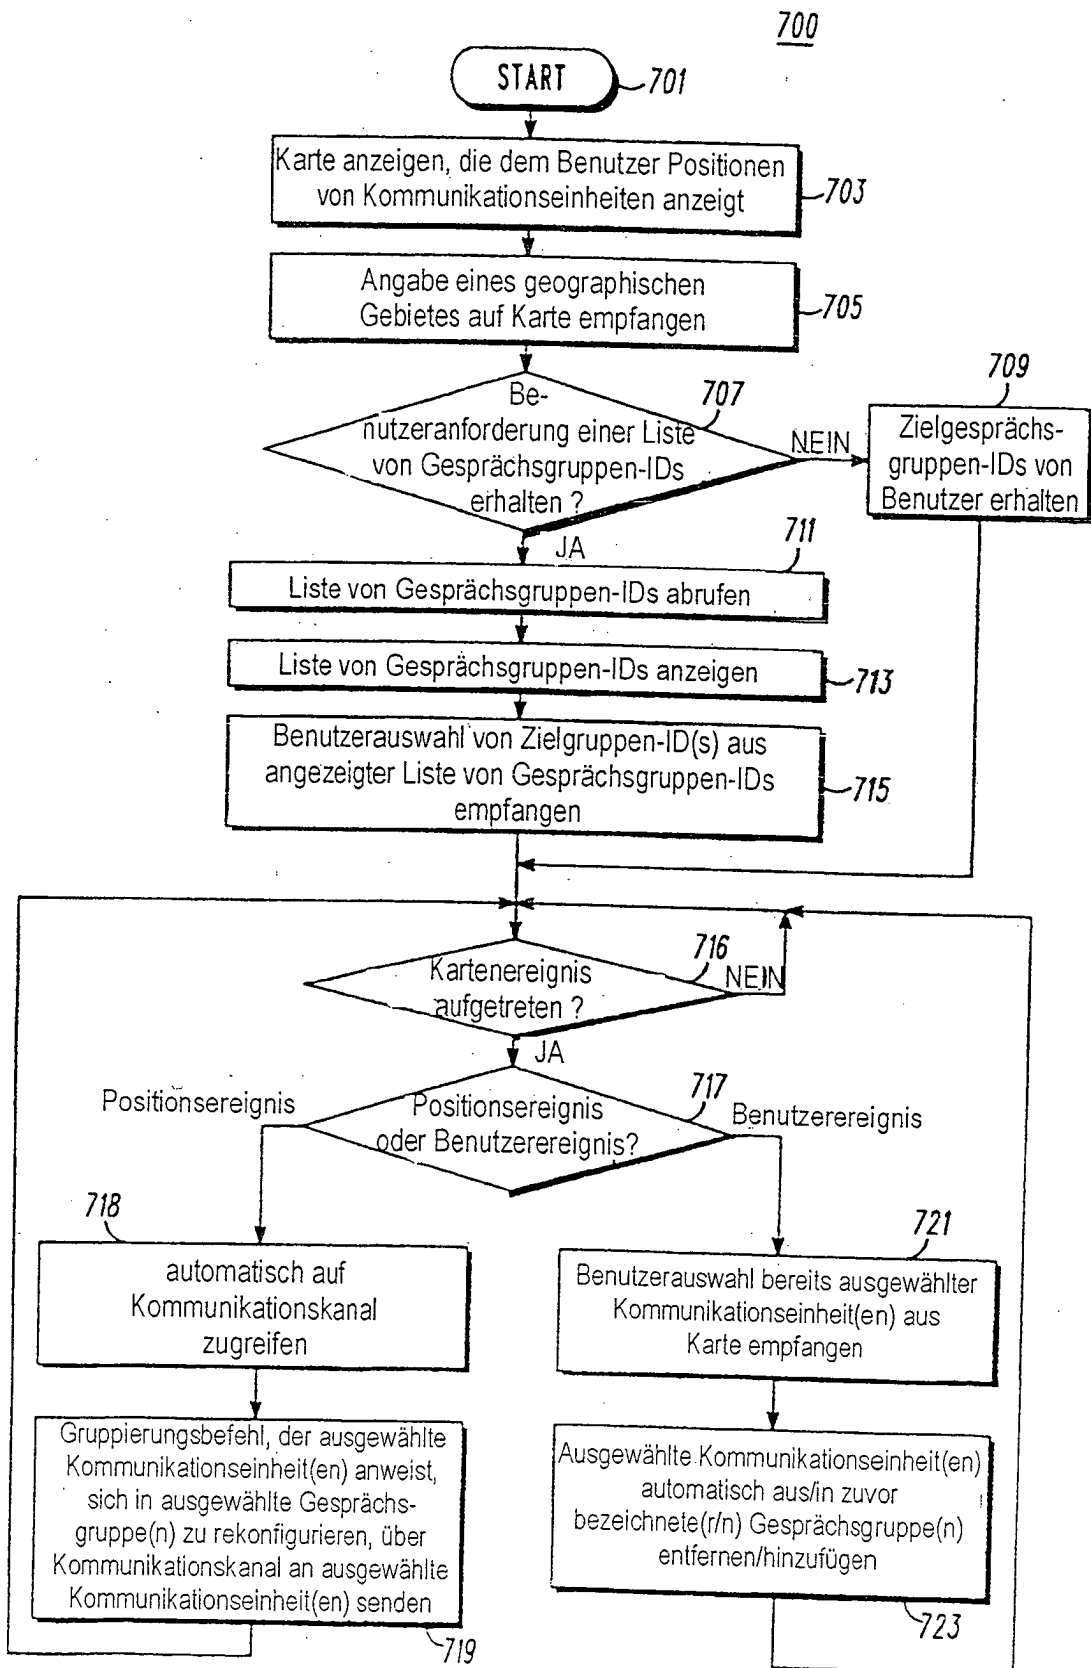 700
START
701
Karte anzeigen, die dem Benutzer Positionen
von Kommunikationseinheiten anzeigt
703
Angabe eines geographischen
Gebietes auf Karte empfangen
705
Be-
nutzeranforderung einer Liste
von Gesprächsgruppen-IDs
erhalten ?
707
NEIN
709
Zielgesprächs-
gruppen-IDs von
Benutzer erhalten
JA
711
Liste von Gesprächsgruppen-IDs abrufen
Liste von Gesprächsgruppen-IDs anzeigen
713
Benutzerauswahl von Zielgruppen-ID(s) aus
angezeigter Liste von Gesprächsgruppen-IDs
empfangen
715
Kartenereignis
aufgetreten ?
716
NEIN
JA
Positionsereignis
Positionsereignis
oder Benutzerereignis?
717
Benutzerereignis
718
automatisch auf
Kommunikationskanal
zugreifen
721
Benutzerauswahl bereits ausgewählter
Kommunikationseinheit(en) aus
Karte empfangen
Gruppierungsbefehl, der ausgewählte
Kommunikationseinheit(en) anweist,
sich in ausgewählte Gesprächs-
gruppe(n) zu rekonfigurieren, über
Kommunikationskanal an ausgewählte
Kommunikationseinheit(en) senden
719
Ausgewählte Kommunikationseinheit(en)
automatisch aus/in zuvor
bezeichnete(r/n) Gesprächsgruppe(n)
entfernen/hinzufügen
723